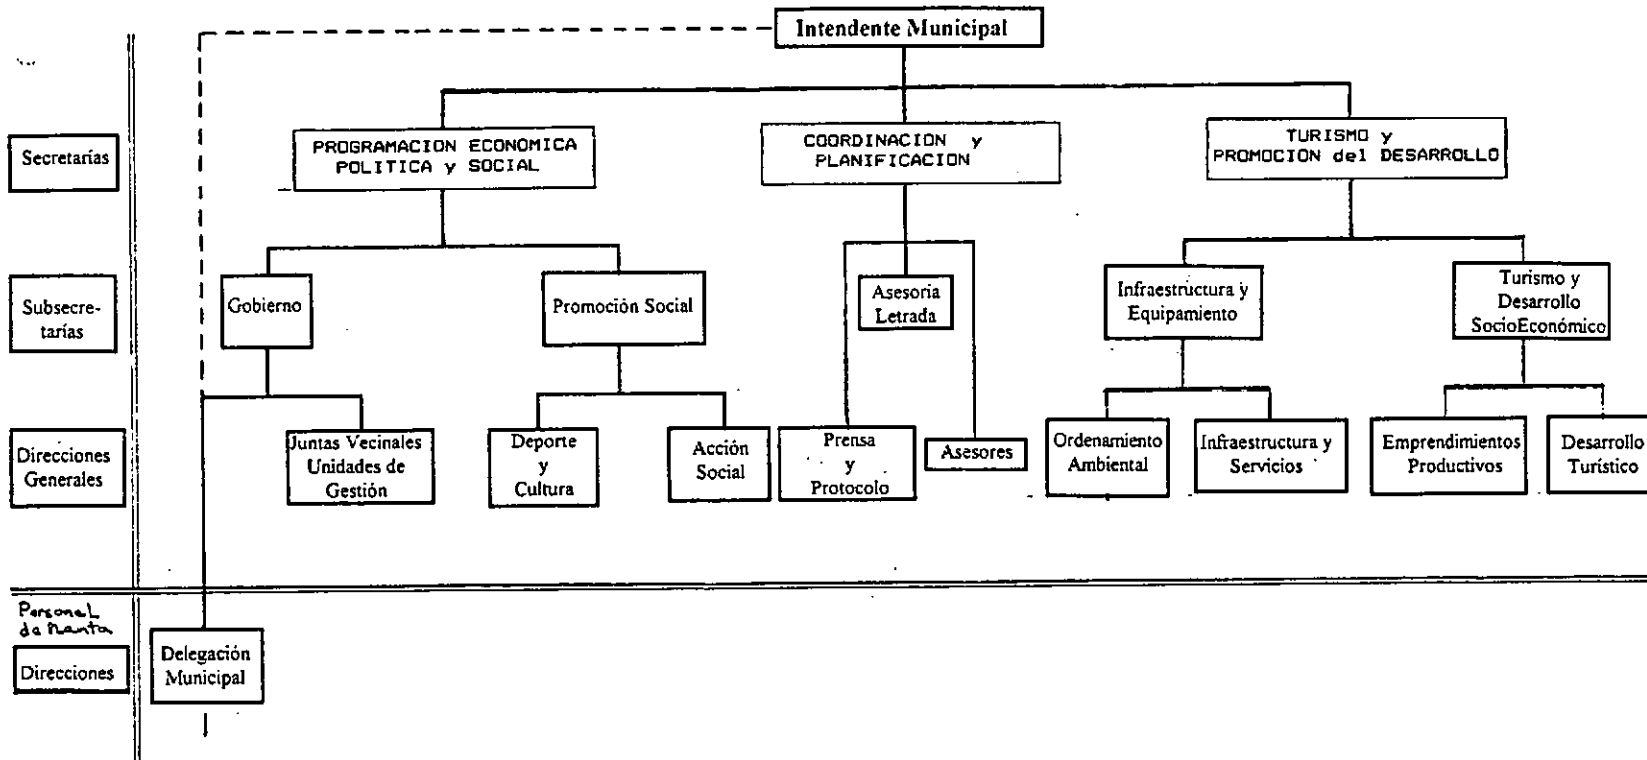 Intendente Municipal
Secretarías
PROGRAMACION ECONOMICA
POLITICA y SOCIAL
COORDINACION y
PLANIFICACION
TURISMO y
PROMOCION del DESARROLLO
Subsecre-
tarías
Gobierno
Promoción Social
Asesoria
Letrada
Infraestructura y
Equipamiento
Turismo y
Desarrollo
SocioEconómico
Direcciones
Generales
Juntas Vecinales
Unidades de
Gestión
Deporte
y
Cultura
Acción
Social
Prensa
y
Protocolo
Asesores
Ordenamiento
Ambiental
Infraestructura y
Servicios
Emprendimientos
Productivos
Desarrollo
Turístico
Personal
de Planta
Direcciones
Delegación
Municipal